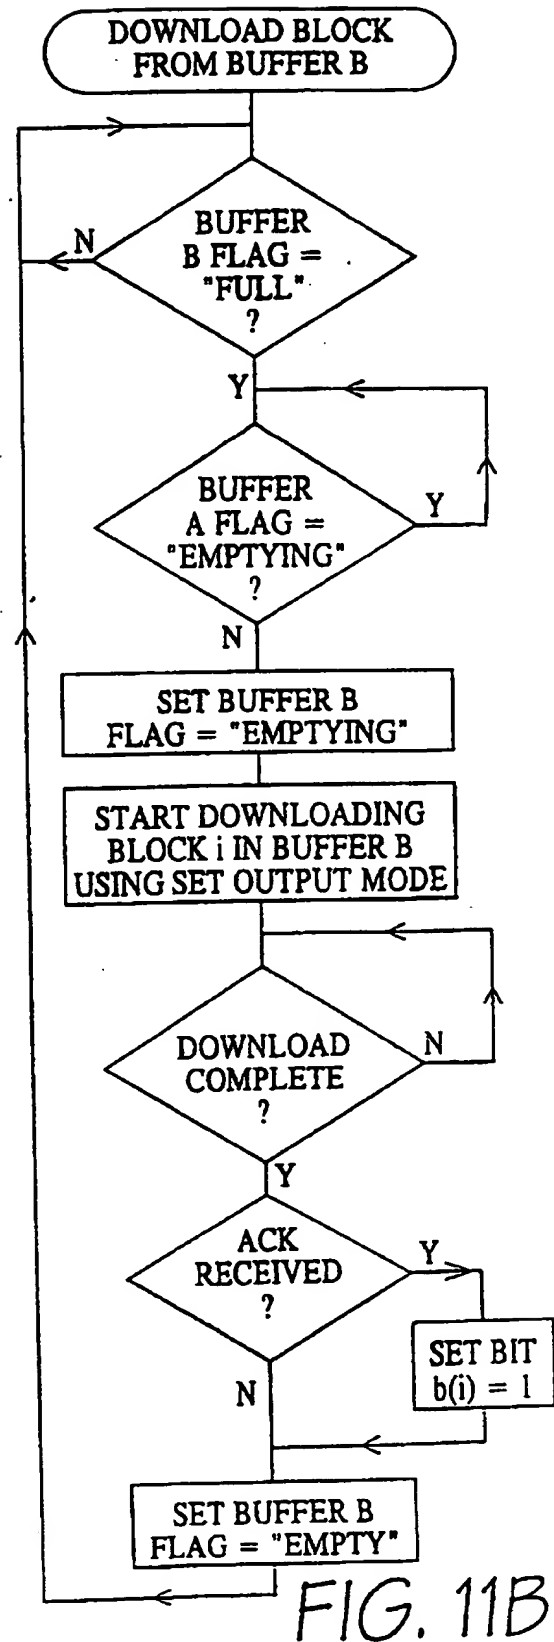 DOWNLOAD BLOCK
FROM BUFFER B
BUFFER
B FLAG =
"FULL"
?
N
Y
BUFFER
A FLAG =
"EMPTYING"
?
Y
N
SET BUFFER B
FLAG = "EMPTYING"
START DOWNLOADING
BLOCK i IN BUFFER B
USING SET OUTPUT MODE
DOWNLOAD
COMPLETE
?
N
Y
ACK
RECEIVED
?
Y
SET BIT
b(i) = 1
N
SET BUFFER B
FLAG = "EMPTY"
FIG. 11B